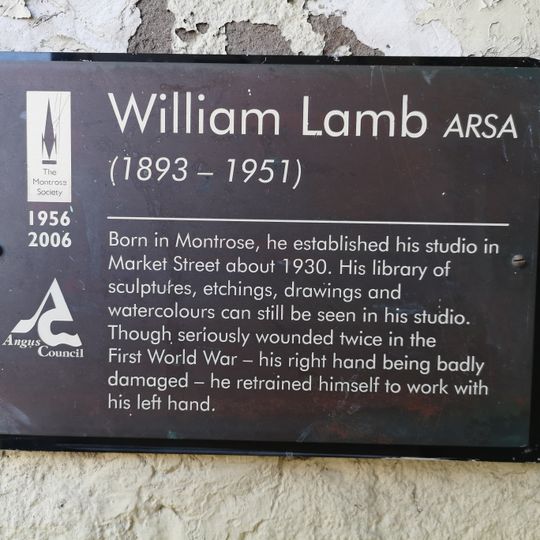 William Lamb ARSA
(1893 – 1951)
The
Montrose
Society
1956
2006
Angus
Council
Born in Montrose, he established his studio in
Market Street about 1930. His library of
sculptures, etchings, drawings and
watercolours can still be seen in his studio.
Though seriously wounded twice in the
First World War – his right hand being badly
damaged – he retrained himself to work with
his left hand.